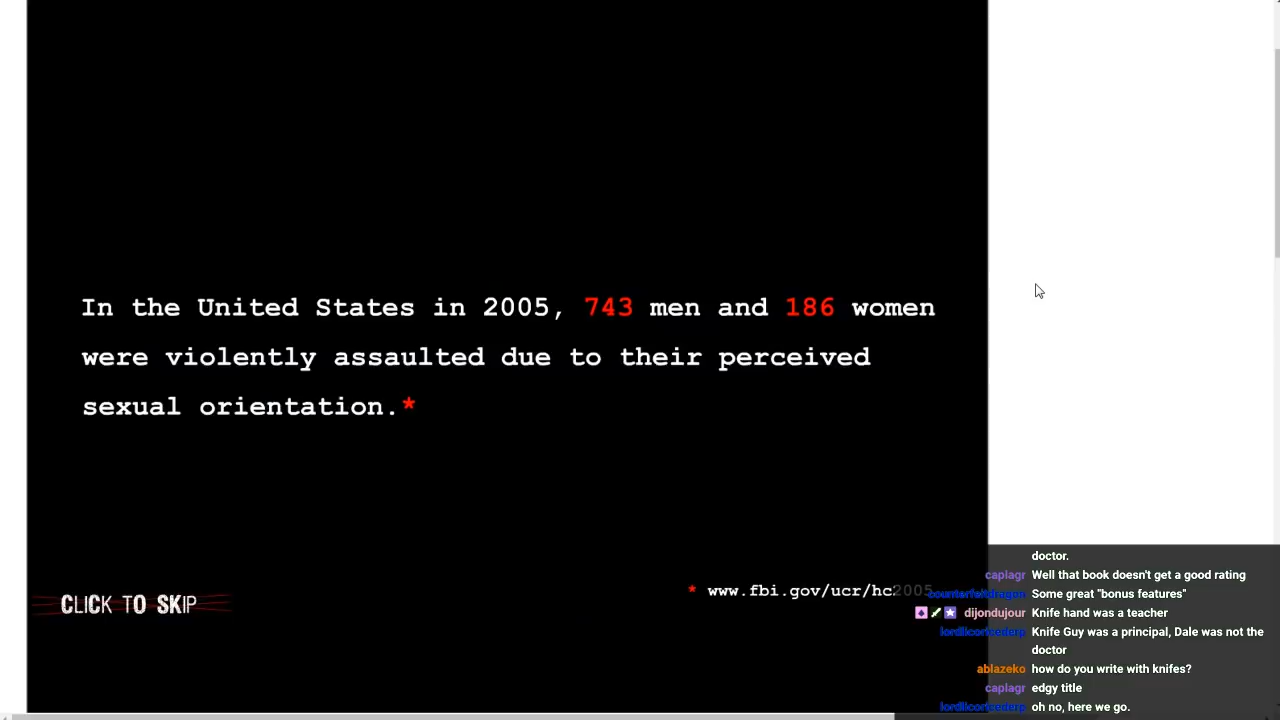 In the United States in 2005, 743 men and 186 women
were violently assaulted due to their perceived
sexual orientation.*
* www.fbi.gov/ucr/hc2005
CLICK TO SKIP
doctor.
caplagr Well that book doesn't get a good rating
counterfeitdragon Some great "bonus features"
dijondujour Knife hand was a teacher
Knife Guy was a principal, Dale was not the
doctor
ablazeko how do you write with knifes?
caplagr edgy title
oh no, here we go.